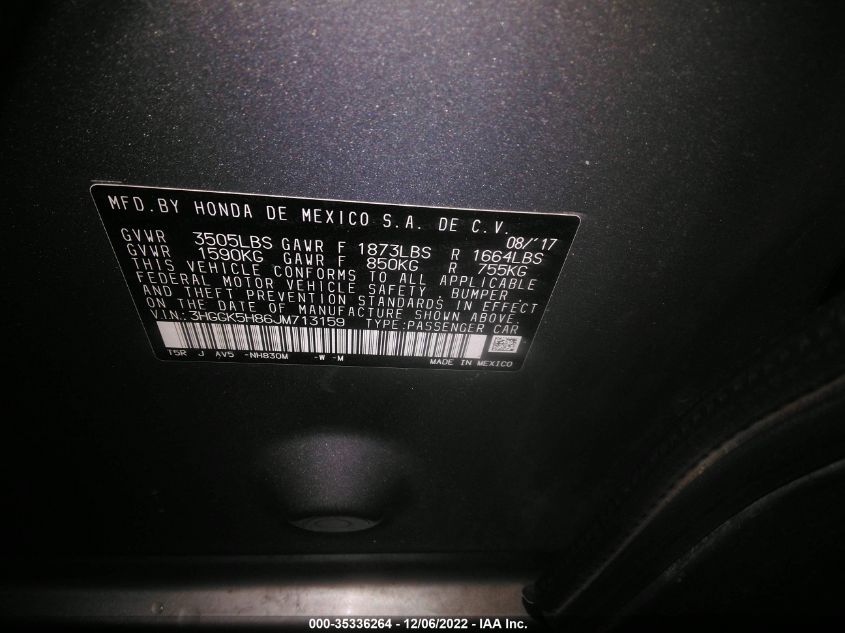 MFD.BY HONDA DE MEXICO S.A. DE C.V.
08/'17
GVWR 3505LBS GAWR F 1873LBS R 1664LBS
GVWR 1590KG GAWR F 850KG R 755KG
THIS VEHICLE CONFORMS TO ALL APPLICABLE
FEDERAL MOTOR VEHICLE SAFETY, BUMPER,
AND THEFT PREVENTION STANDARDS IN EFFECT
ON THE DATE OF MANUFACTURE SHOWN ABOVE.
V.I.N.: 3HGGK5H86JM713159 TYPE:PASSENGER CAR
T5R J AV5 -NH830M -W -M
MADE IN MEXICO
000-35336264 - 12/06/2022 - IAA Inc.